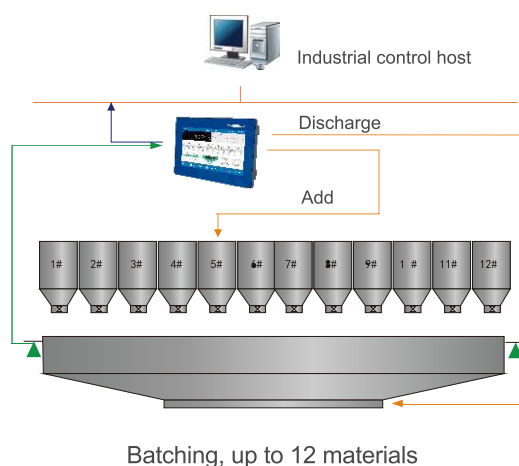 Industrial control host
Discharge
Add
1# 2# 3# 4# 5# 6# 7# 8# 9# 1 # 11# 12#
Batching, up to 12 materials